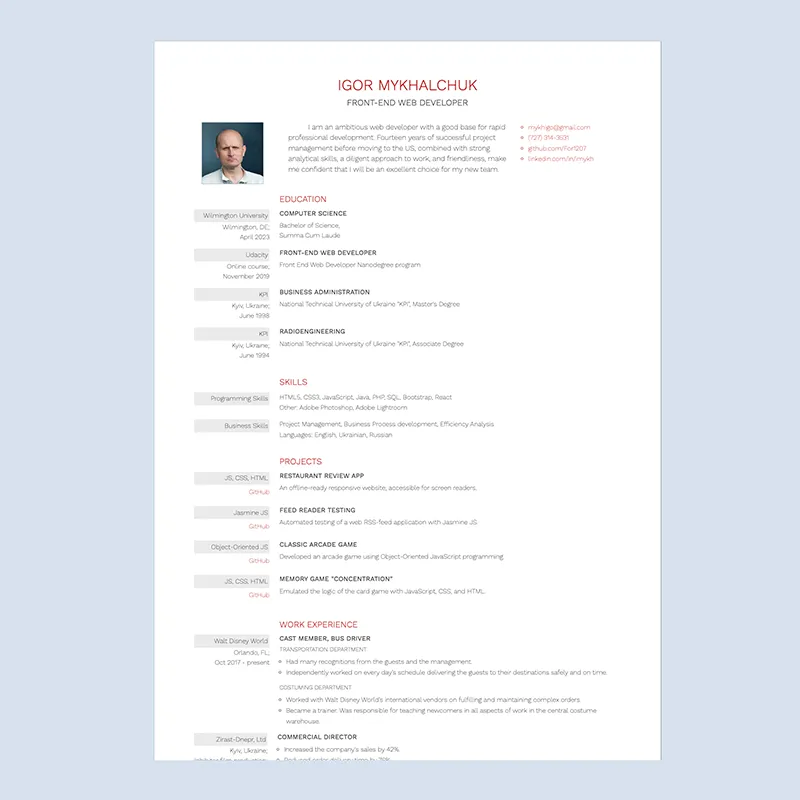 IGOR MYKHALCHUK
FRONT-END WEB DEVELOPER
I am an ambitious web developer with a good base for rapid
professional development. Fourteen years of successful project
management before moving to the US, combined with strong
analytical skills, a diligent approach to work, and friendliness, make
me confident that I will be an excellent choice for my new team.
(727) 314-3631
github.com/Fort207
linkedin.com/in/mykh
EDUCATION
Wilmington University
Wilmington, DE;
April 2023
COMPUTER SCIENCE
Bachelor of Science,
Summa Cum Laude
Udacity
Online course;
November 2019
FRONT-END WEB DEVELOPER
Front End Web Developer Nanodegree program.
KPI
Kyiv, Ukraine;
June 1998
BUSINESS ADMINISTRATION
National Technical University of Ukraine "KPI", Master's Degree
KPI
Kyiv, Ukraine;
June 1994
RADIOENGINEERING
National Technical University of Ukraine "KPI", Associate Degree
SKILLS
Programming Skills
HTML5, CSS3, JavaScript, Java, PHP, SQL, Bootstrap, React
Other: Adobe Photoshop, Adobe Lightroom
Business Skills
Project Management, Business Process development, Efficiency Analysis
Languages: English, Ukrainian, Russian
PROJECTS
JS, CSS, HTML
GitHub
RESTAURANT REVIEW APP
An offline-ready responsive website, accessible for screen readers.
Jasmine JS
GitHub
FEED READER TESTING
Automated testing of a web RSS-feed application with Jasmine JS
Object-Oriented JS
GitHub
CLASSIC ARCADE GAME
Developed an arcade game using Object-Oriented JavaScript programming.
JS, CSS, HTML
GitHub
MEMORY GAME "CONCENTRATION"
Emulated the logic of the card game with JavaScript, CSS, and HTML.
WORK EXPERIENCE
Walt Disney World
Orlando, FL;
Oct 2017 - present
CAST MEMBER, BUS DRIVER
TRANSPORTATION DEPARTMENT
Had many recognitions from the guests and the management.
Independently worked on every day's schedule delivering the guests to their destinations safely and on time.
COSTUMING DEPARTMENT
Worked with Walt Disney World's international vendors on fulfilling and maintaining complex orders
Became a trainer. Was responsible for teaching newcomers in all aspects of work in the central costume
warehouse.
Zirast-Dnepr, Ltd
Kyiv, Ukraine;
COMMERCIAL DIRECTOR
Increased the company's sales by 42%.